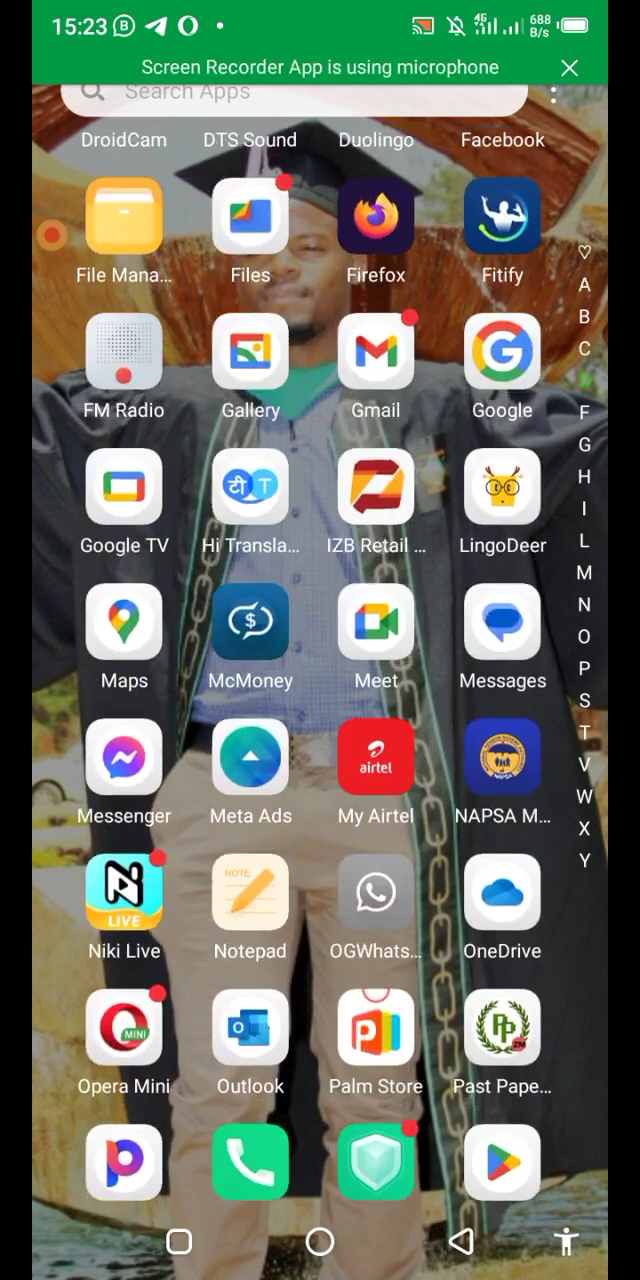 15:23
4G
688
B/s
Screen Recorder App is using microphone
Search Apps
DroidCam DTS Sound Duolingo Facebook
File Mana... Files Firefox Fitify
FM Radio Gallery Gmail Google
Google TV Hi Transla... IZB Retail ... LingoDeer
Maps McMoney Meet Messages
airtel
Messenger Meta Ads My Airtel NAPSA M...
LIVE NOTE
Niki Live Notepad OGWhats... OneDrive
MINI
Opera Mini Outlook Palm Store Past Pape...
♡
A
B
C
D
F
G
H
I
L
M
N
O
P
S
T
V
W
X
Y